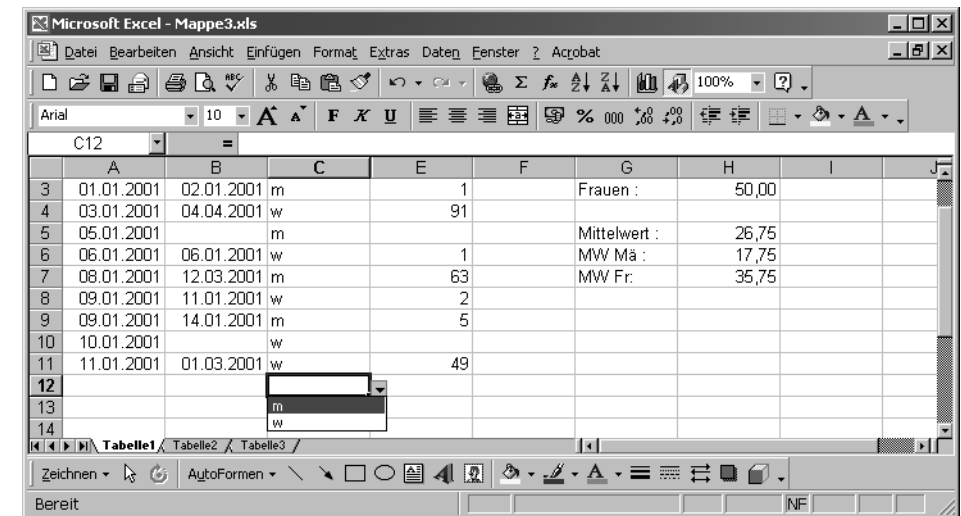 Microsoft Excel - Mappe3.xls
Datei Bearbeiten Ansicht Einfügen Format Extras Daten Fenster ? Acrobat
ABC Σ fx A Z Z A 100% ?
Arial 10 A A F K U % 000 ,00 ,0 A
C12 =
A B C E F G H I J
3 01.01.2001 02.01.2001 m 1 Frauen : 50,00
4 03.01.2001 04.04.2001 w 91
5 05.01.2001 m Mittelwert : 26,75
6 06.01.2001 06.01.2001 w 1 MW Mä : 17,75
7 08.01.2001 12.03.2001 m 63 MW Fr: 35,75
8 09.01.2001 11.01.2001 w 2
9 09.01.2001 14.01.2001 m 5
10 10.01.2001 w
11 11.01.2001 01.03.2001 w 49
12
13 m
14 w
Tabelle1 Tabelle2 Tabelle3
Zeichnen AutoFormen A A
Bereit NF